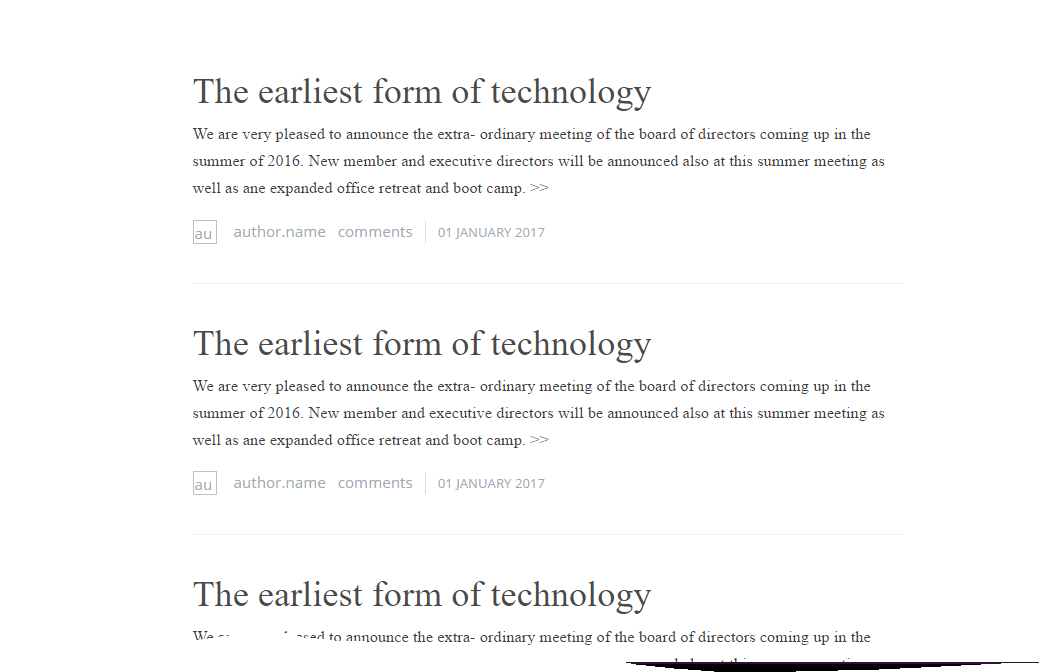 The earliest form of technology
We are very pleased to announce the extra- ordinary meeting of the board of directors coming up in the
summer of 2016. New member and executive directors will be announced also at this summer meeting as
well as ane expanded office retreat and boot camp. >>
au author.name comments 01 JANUARY 2017
The earliest form of technology
We are very pleased to announce the extra- ordinary meeting of the board of directors coming up in the
summer of 2016. New member and executive directors will be announced also at this summer meeting as
well as ane expanded office retreat and boot camp. >>
au author.name comments 01 JANUARY 2017
The earliest form of technology
We to announce the extra- ordinary meeting of the board of directors coming up in the